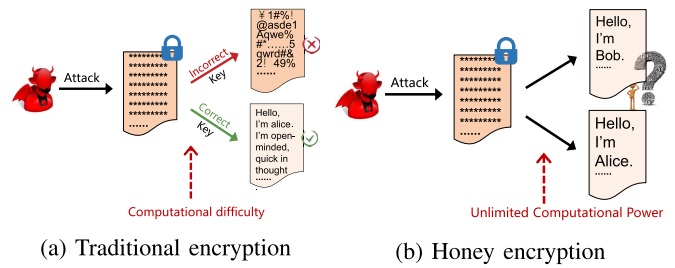 Attack
*********
*********
*********
*********
*********
*********
......
Incorrect
Key
Correct
Key
￥1#%!
@asde1
Aqwe%
#*......5
qwrd#&
2! 49%
......
Hello,
I'm alice.
I'm open-
minded,
quick in
thought
......
.
Computational difficulty
(a) Traditional encryption
Attack
*********
*********
*********
*********
*********
*********
......
Hello,
I'm
Bob.
......
?
Hello,
I'm
Alice.
......
Unlimited Computational Power
(b) Honey encryption